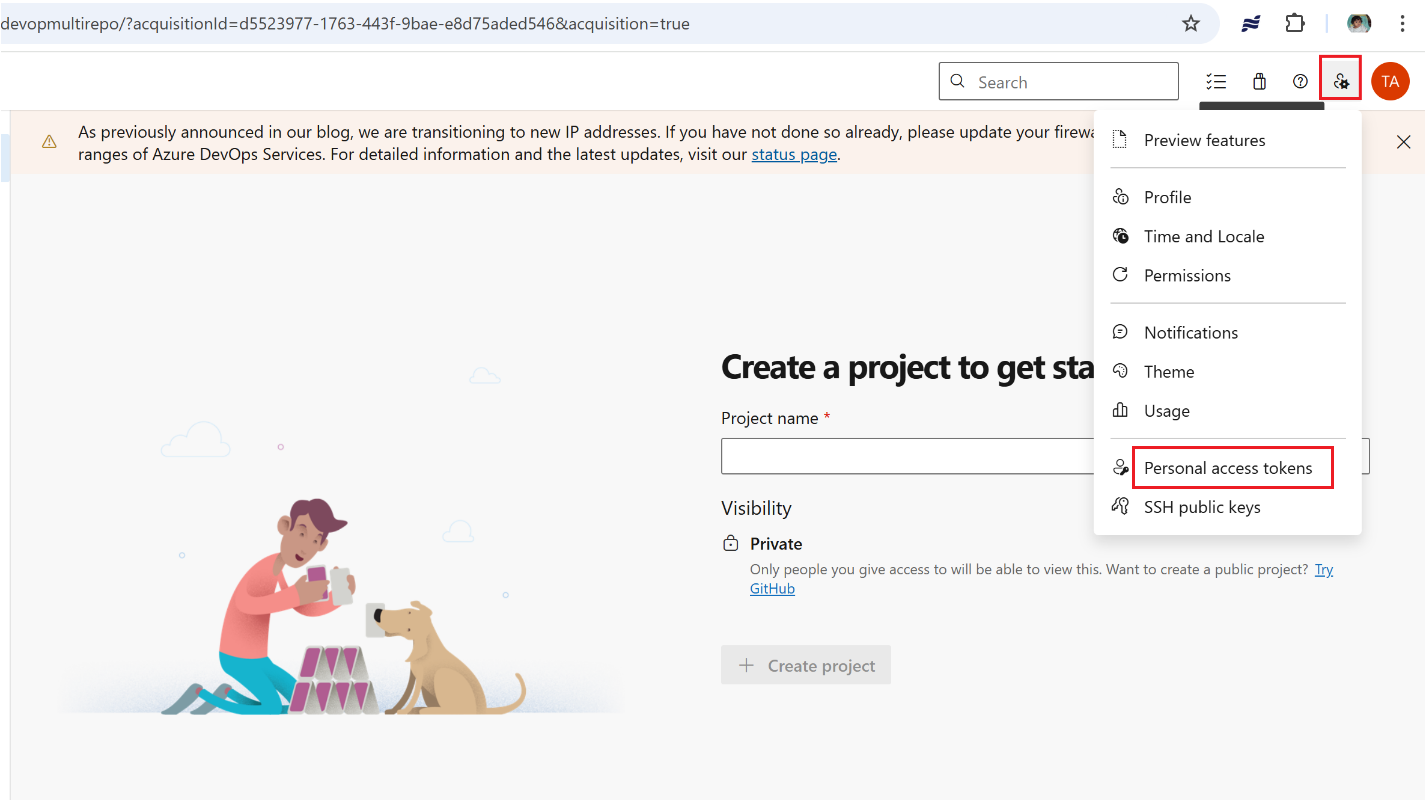 devopmultirepo/?acquisitionId=d5523977-1763-443f-9bae-e8d75aded546&acquisition=true
Search
TA
As previously announced in our blog, we are transitioning to new IP addresses. If you have not done so already, please update your
ranges of Azure DevOps Services. For detailed information and the latest updates, visit our status page.
Preview features
Profile
Time and Locale
Permissions
Notifications
Theme
Usage
Personal access tokens
SSH public keys
Create a project to get
Project name *
Visibility
Private
Only people you give access to will be able to view this. Want to create a public project? Try
GitHub
+ Create project